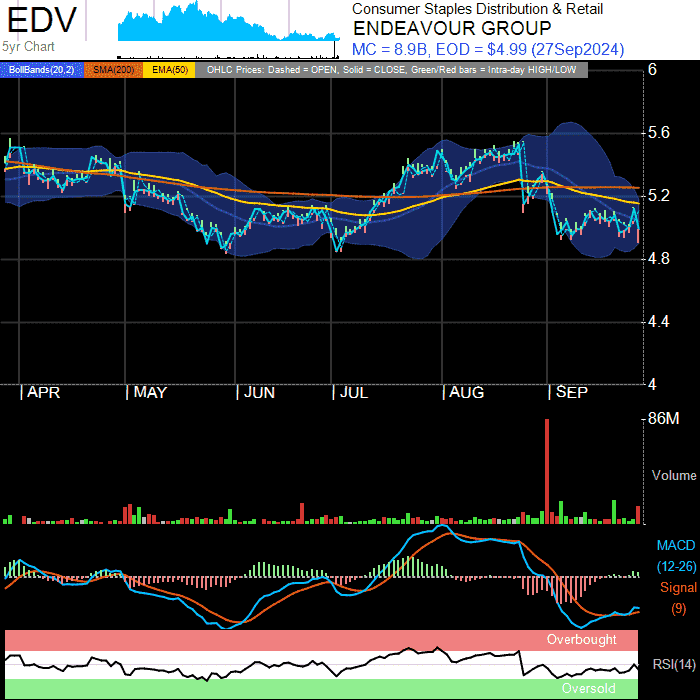 EDV
5yr Chart
Consumer Staples Distribution & Retail
ENDEAVOUR GROUP
MC = 8.9B, EOD = $4.99 (27Sep2024)
BollBands(20,2) SMA(200) EMA(50) OHLC Prices: Dashed = OPEN, Solid = CLOSE, Green/Red bars = Intra-day HIGH/LOW
6
5.6
5.2
4.8
4.4
4
| APR | MAY | JUN | JUL | AUG | SEP
86M
Volume
MACD
(12-26)
Signal
(9)
Overbought
RSI(14)
Oversold